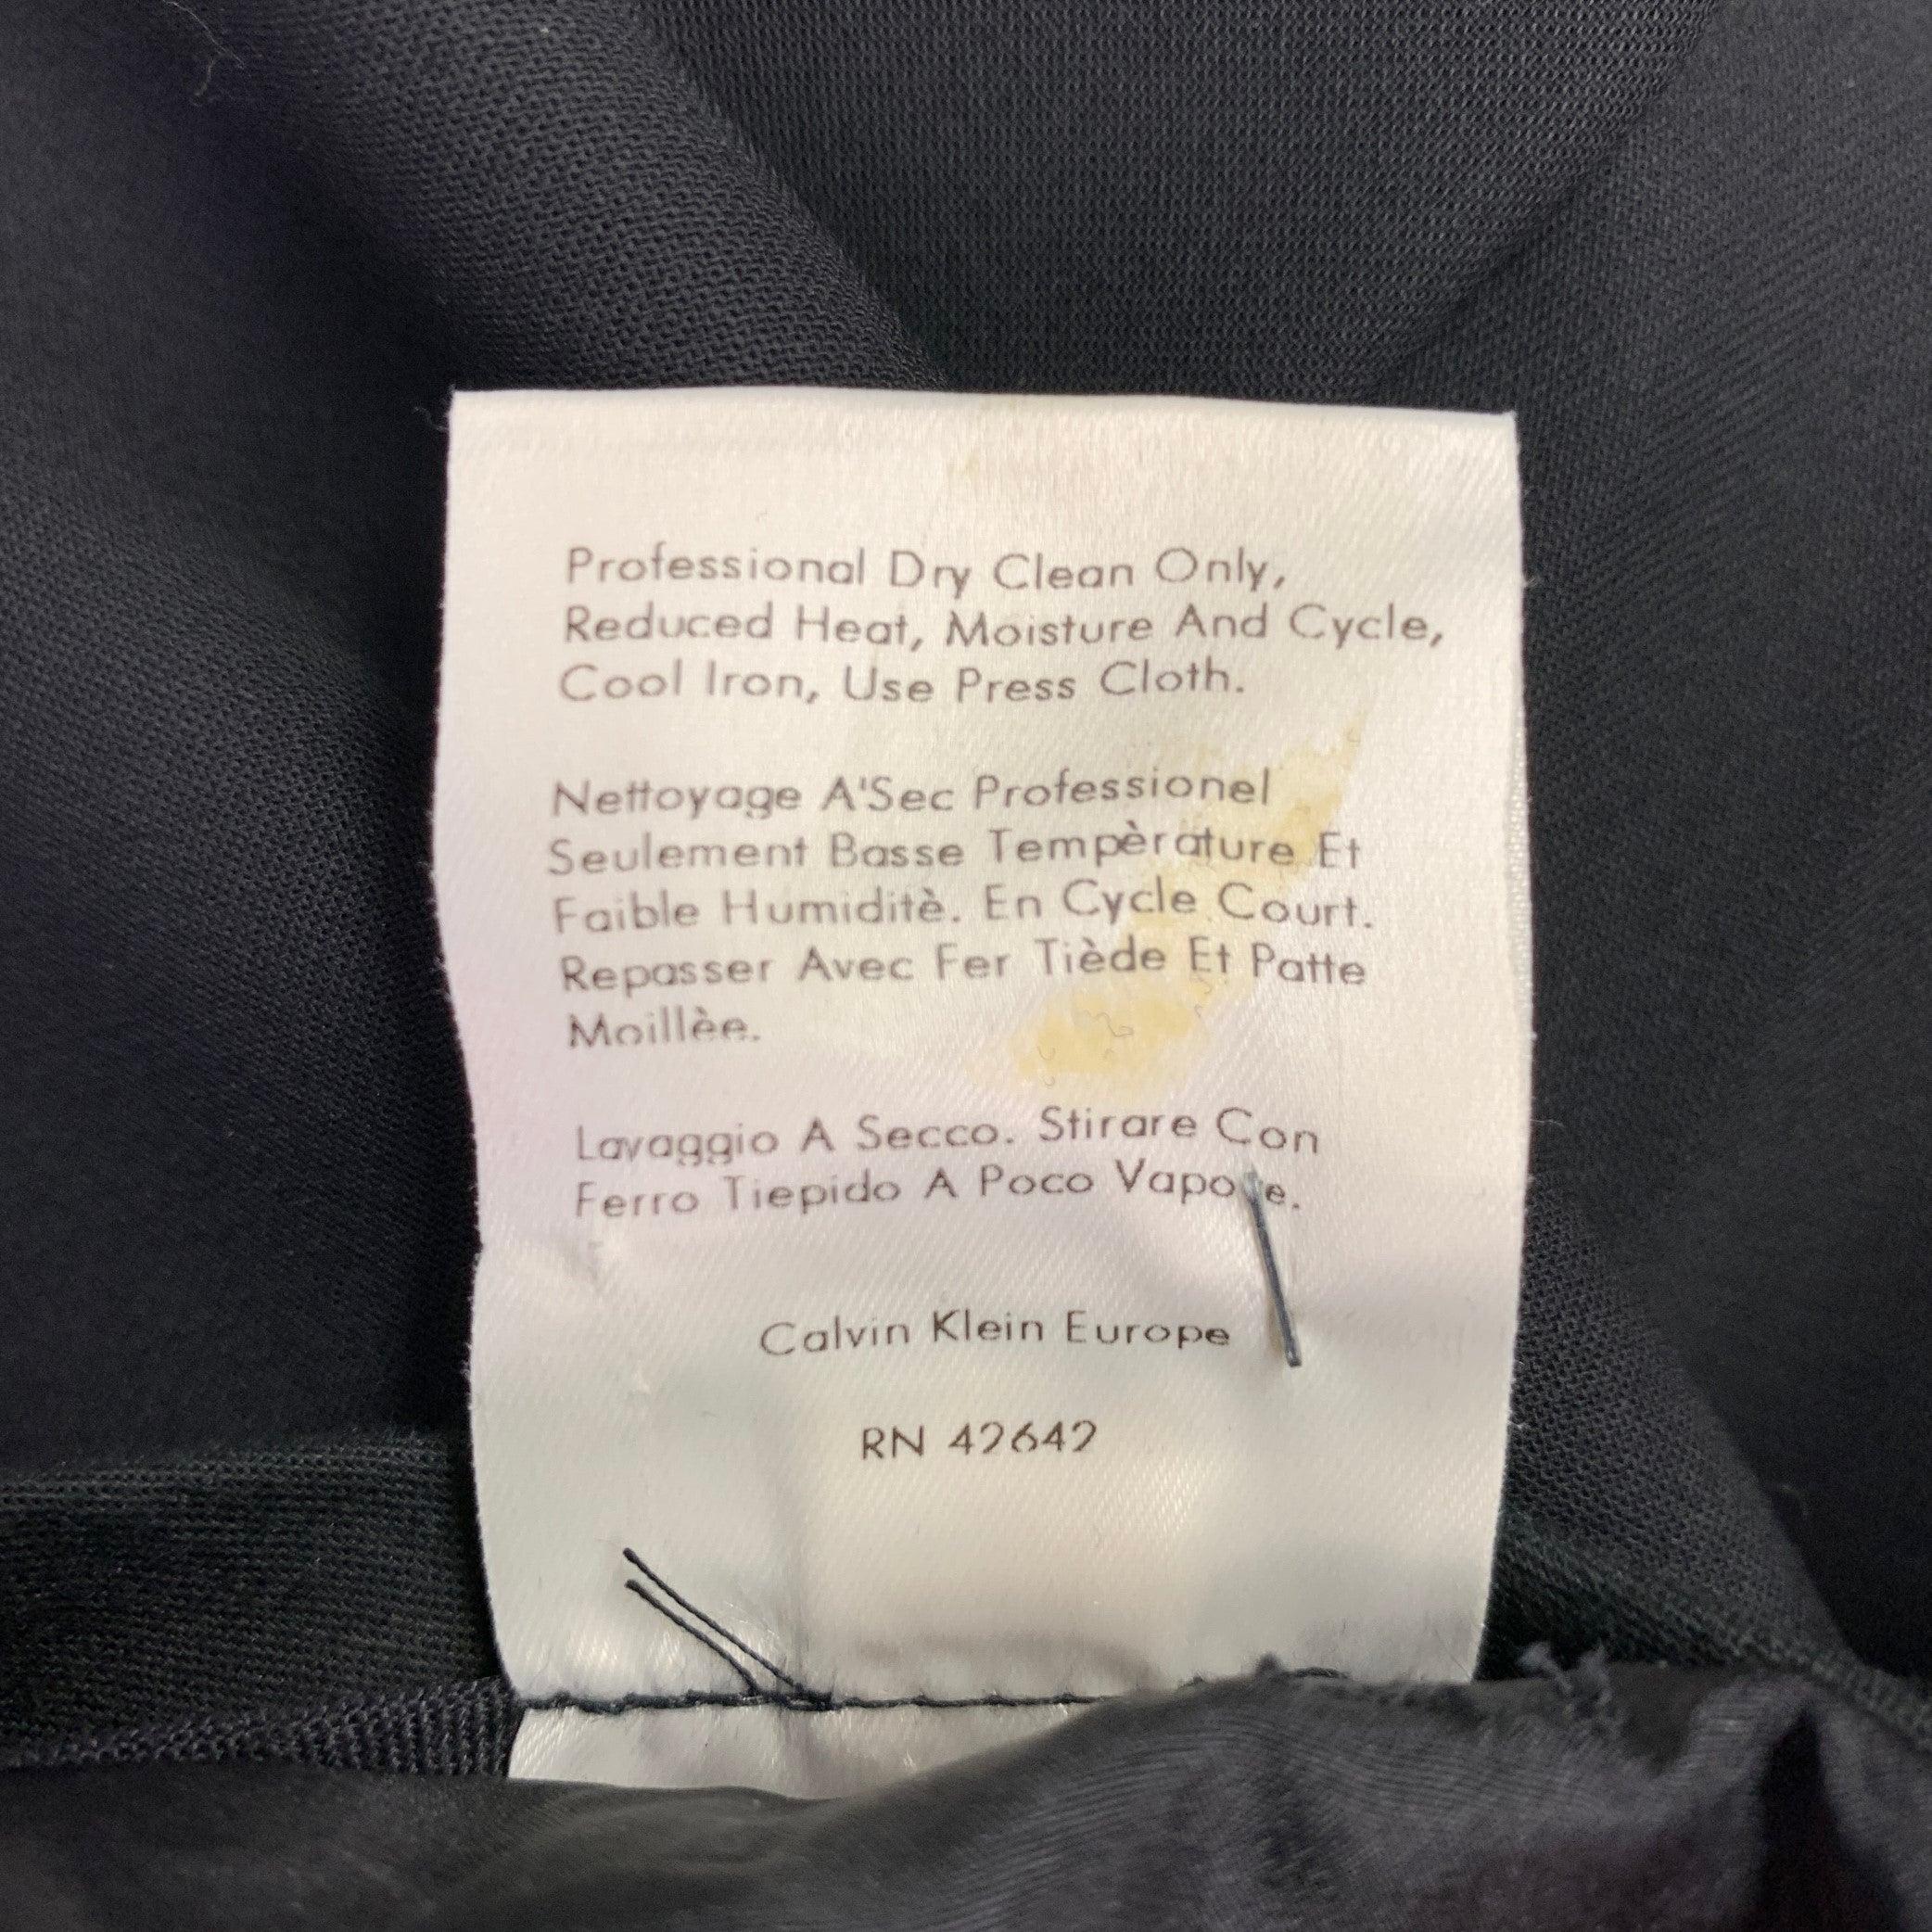 Professional Dry Clean Only,
Reduced Heat, Moisture And Cycle,
Cool Iron, Use Press Cloth.
Nettoyage A'Sec Professionel
Seulement Basse Tempèrature Et
Faible Humiditè. En Cycle Court.
Repasser Avec Fer Tiède Et Patte
Moillèe.
Lavaggio A Secco. Stirare Con
Ferro Tiepido A Poco Vapore.
Calvin Klein Europe
RN 42642